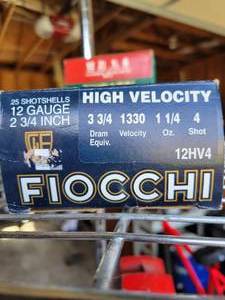 25 SHOTSHELLS
12 GAUGE
2 3/4 INCH
HIGH VELOCITY
3 3/4 1330 1 1/4 4
Dram Velocity Oz. Shot
Equiv.
12HV4
FIOCCHI